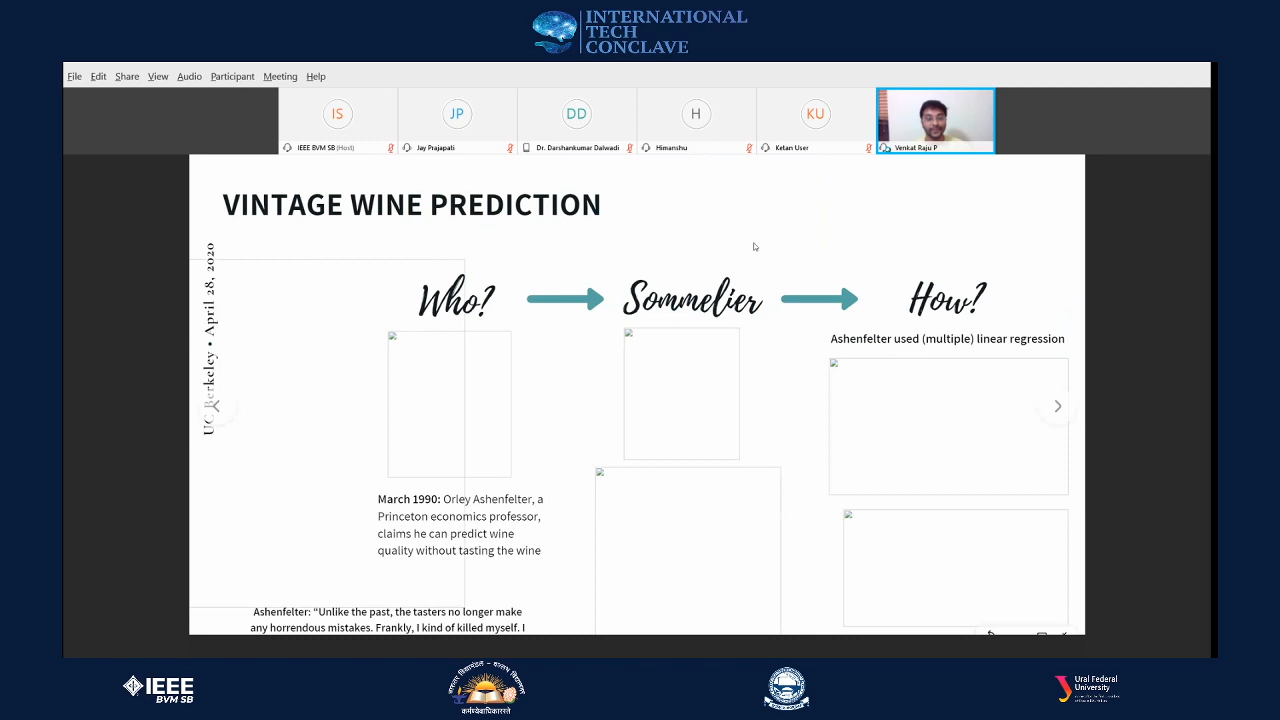 INTERNATIONAL
TECH
CONCLAVE
File Edit Share View Audio Participant Meeting Help
IS
JP
DD
H
KU
IEEE BVM SB (Host)
Jay Prajapati
Dr. Darshankumar Dalwadi
Himanshu
Ketan User
Venkat Raju P
VINTAGE WINE PREDICTION
UC Berkeley • April 28, 2020
Who?
Sommelier
How?
Ashenfelter used (multiple) linear regression
March 1990: Orley Ashenfelter, a
Princeton economics professor,
claims he can predict wine
quality without tasting the wine
Ashenfelter: “Unlike the past, the tasters no longer make
any horrendous mistakes. Frankly, I kind of killed myself. I
IEEE
BVM SB
कर्मण्येवाधिकारस्ते
Ural Federal
University